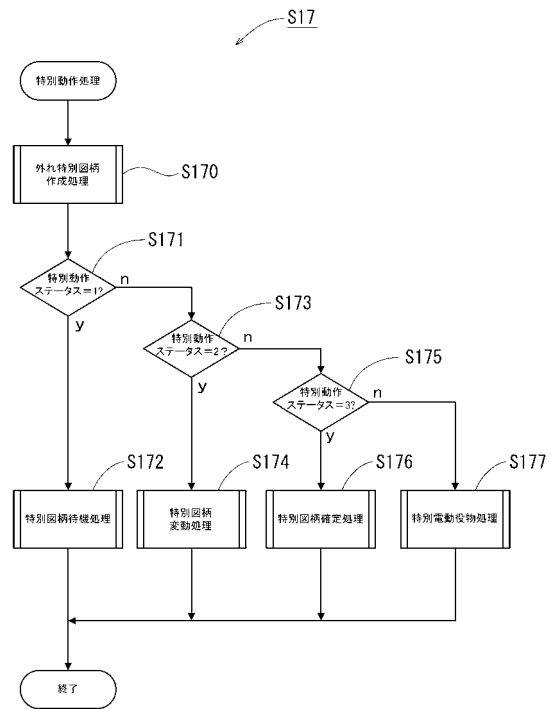 S17
特別動作処理
外れ特別図柄
作成処理
S170
S171
特別動作
ステータス=1?
n
y
S173
特別動作
ステータス=2?
n
y
S175
特別動作
ステータス=3?
n
y
S172
特別図柄待機処理
S174
特別図柄
変動処理
S176
特別図柄確定処理
S177
特別電動役物処理
終了